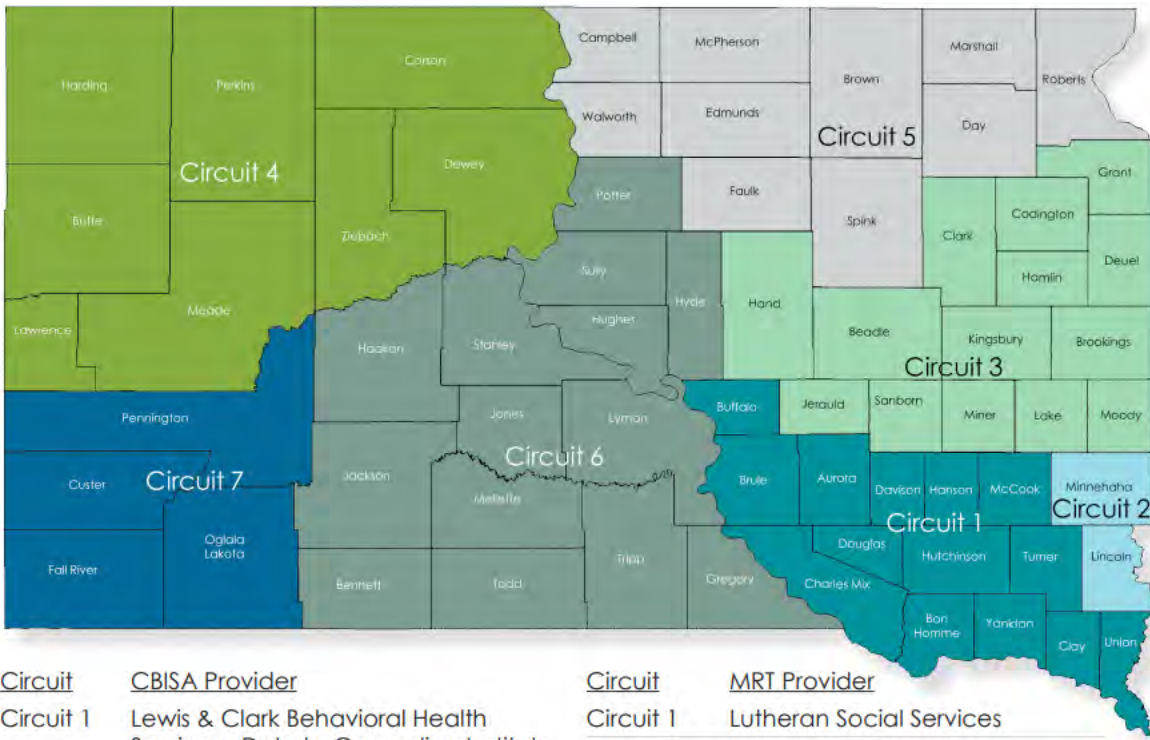 Campbell
McPherson
Marshall
Corson
Harding
Perkins
Brown
Roberts
Walworth
Edmunds
Day
Circuit 5
Dewey
Circuit 4
Grant
Potter
Faulk
Codington
Butte
Spink
Clark
Ziebach
Deuel
Sully
Hamlin
Hyde
Hand
Meade
Hughes
Lawrence
Beadle
Kingsbury
Brookings
Haakon
Stanley
Circuit 3
Buffalo
Jerauld
Sanborn
Miner
Lake
Moody
Pennington
Jones
Lyman
Circuit 6
Jackson
Brule
Aurora
Davison
Hanson
McCook
Minnehaha
Custer
Circuit 7
Mellette
Circuit 2
Circuit 1
Oglala
Lakota
Douglas
Hutchinson
Turner
Lincoln
Fall River
Tripp
Bennett
Todd
Gregory
Charles Mix
Bon
Homme
Yankton
Clay
Union
Circuit CBISA Provider
Circuit 1 Lewis & Clark Behavioral Health
Circuit MRT Provider
Circuit 1 Lutheran Social Services